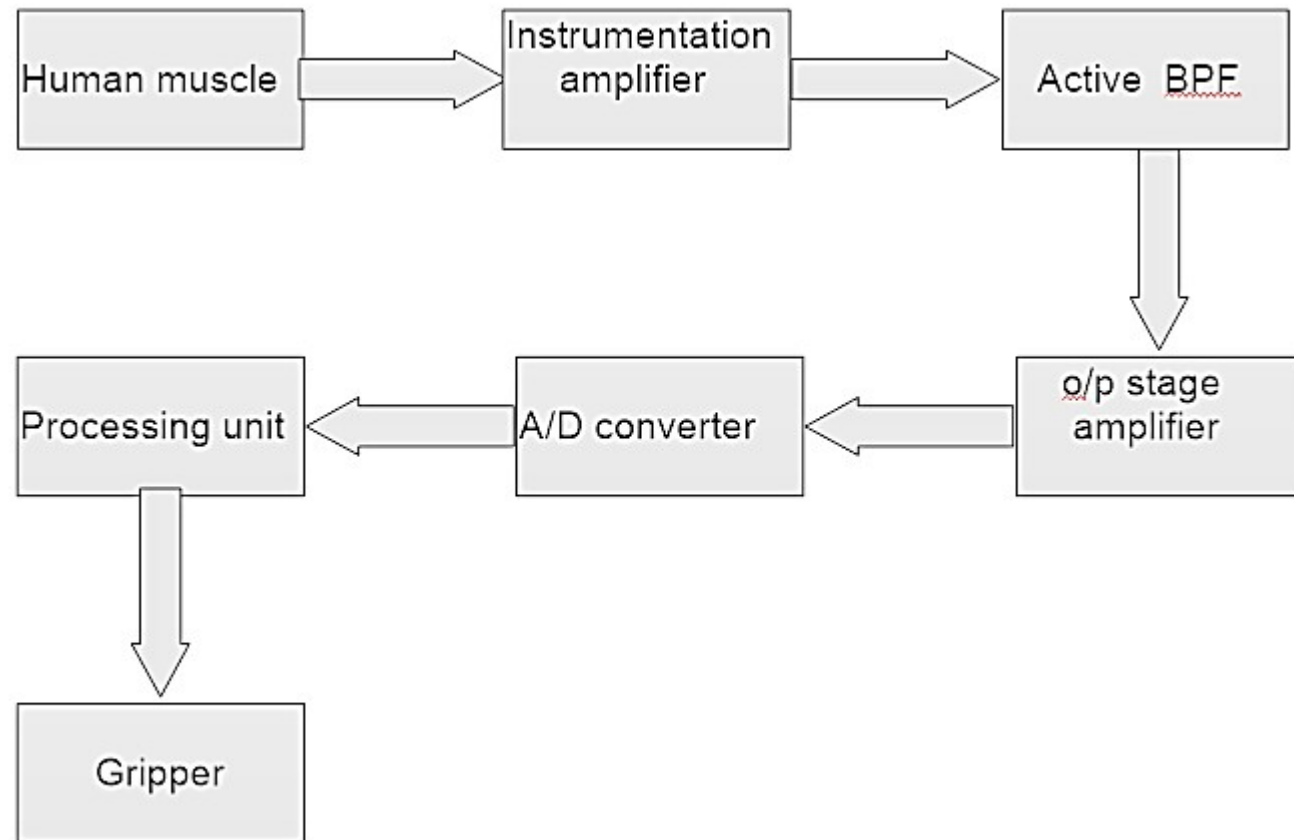 Human muscle
Instrumentation
amplifier
Active BPF
Processing unit
A/D converter
o/p stage
amplifier
Gripper